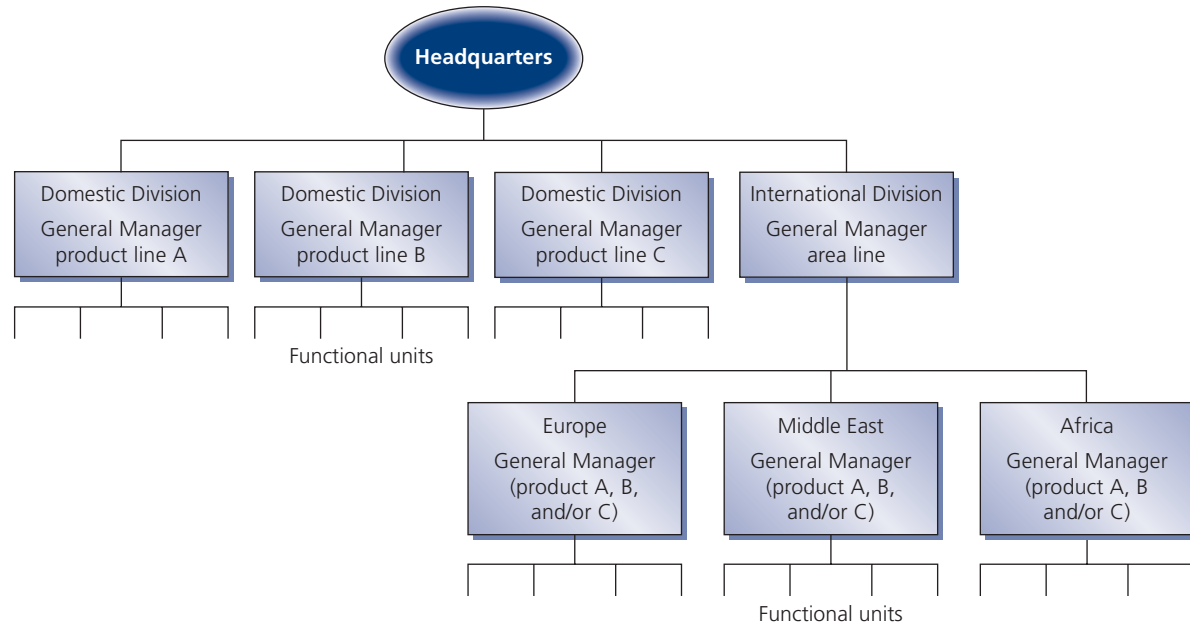 Headquarters
Domestic Division
General Manager
product line A
Domestic Division
General Manager
product line B
Domestic Division
General Manager
product line C
International Division
General Manager
area line
Functional units
Europe
General Manager
(product A, B,
and/or C)
Middle East
General Manager
(product A, B,
and/or C)
Africa
General Manager
(product A, B
and/or C)
Functional units